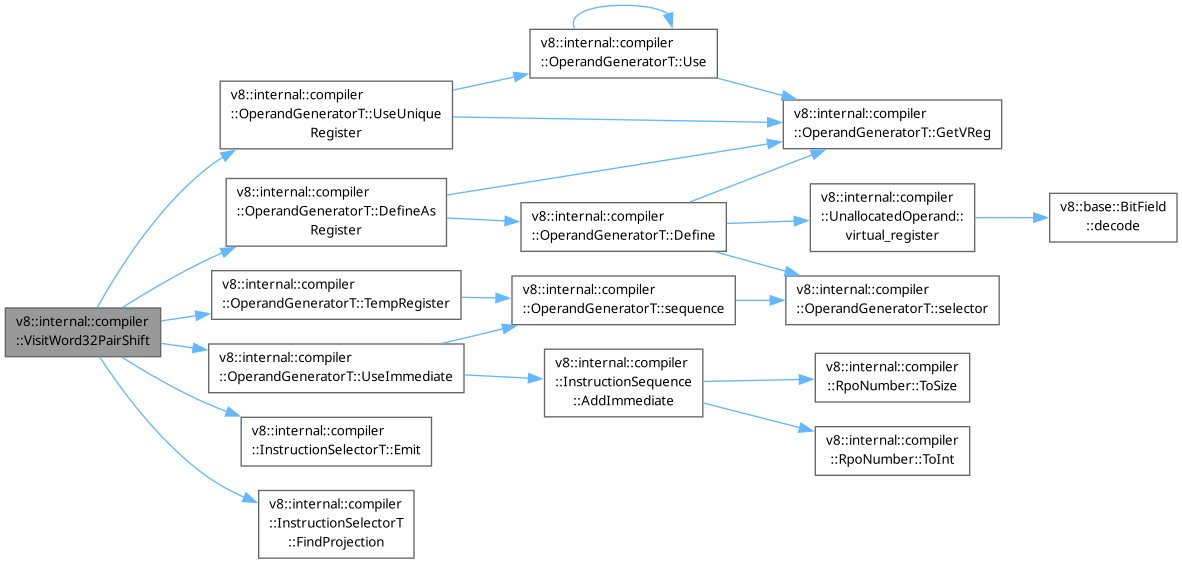 v8::internal::compiler
::VisitWord32PairShift
v8::internal::compiler
::OperandGeneratorT::UseUnique
Register
v8::internal::compiler
::OperandGeneratorT::Use
v8::internal::compiler
::OperandGeneratorT::GetVReg
v8::internal::compiler
::OperandGeneratorT::DefineAs
Register
v8::internal::compiler
::OperandGeneratorT::Define
v8::internal::compiler
::UnallocatedOperand::
virtual_register
v8::base::BitField
::decode
v8::internal::compiler
::OperandGeneratorT::selector
v8::internal::compiler
::OperandGeneratorT::TempRegister
v8::internal::compiler
::OperandGeneratorT::sequence
v8::internal::compiler
::OperandGeneratorT::UseImmediate
v8::internal::compiler
::InstructionSequence
::AddImmediate
v8::internal::compiler
::RpoNumber::ToSize
v8::internal::compiler
::RpoNumber::ToInt
v8::internal::compiler
::InstructionSelectorT::Emit
v8::internal::compiler
::InstructionSelectorT
::FindProjection